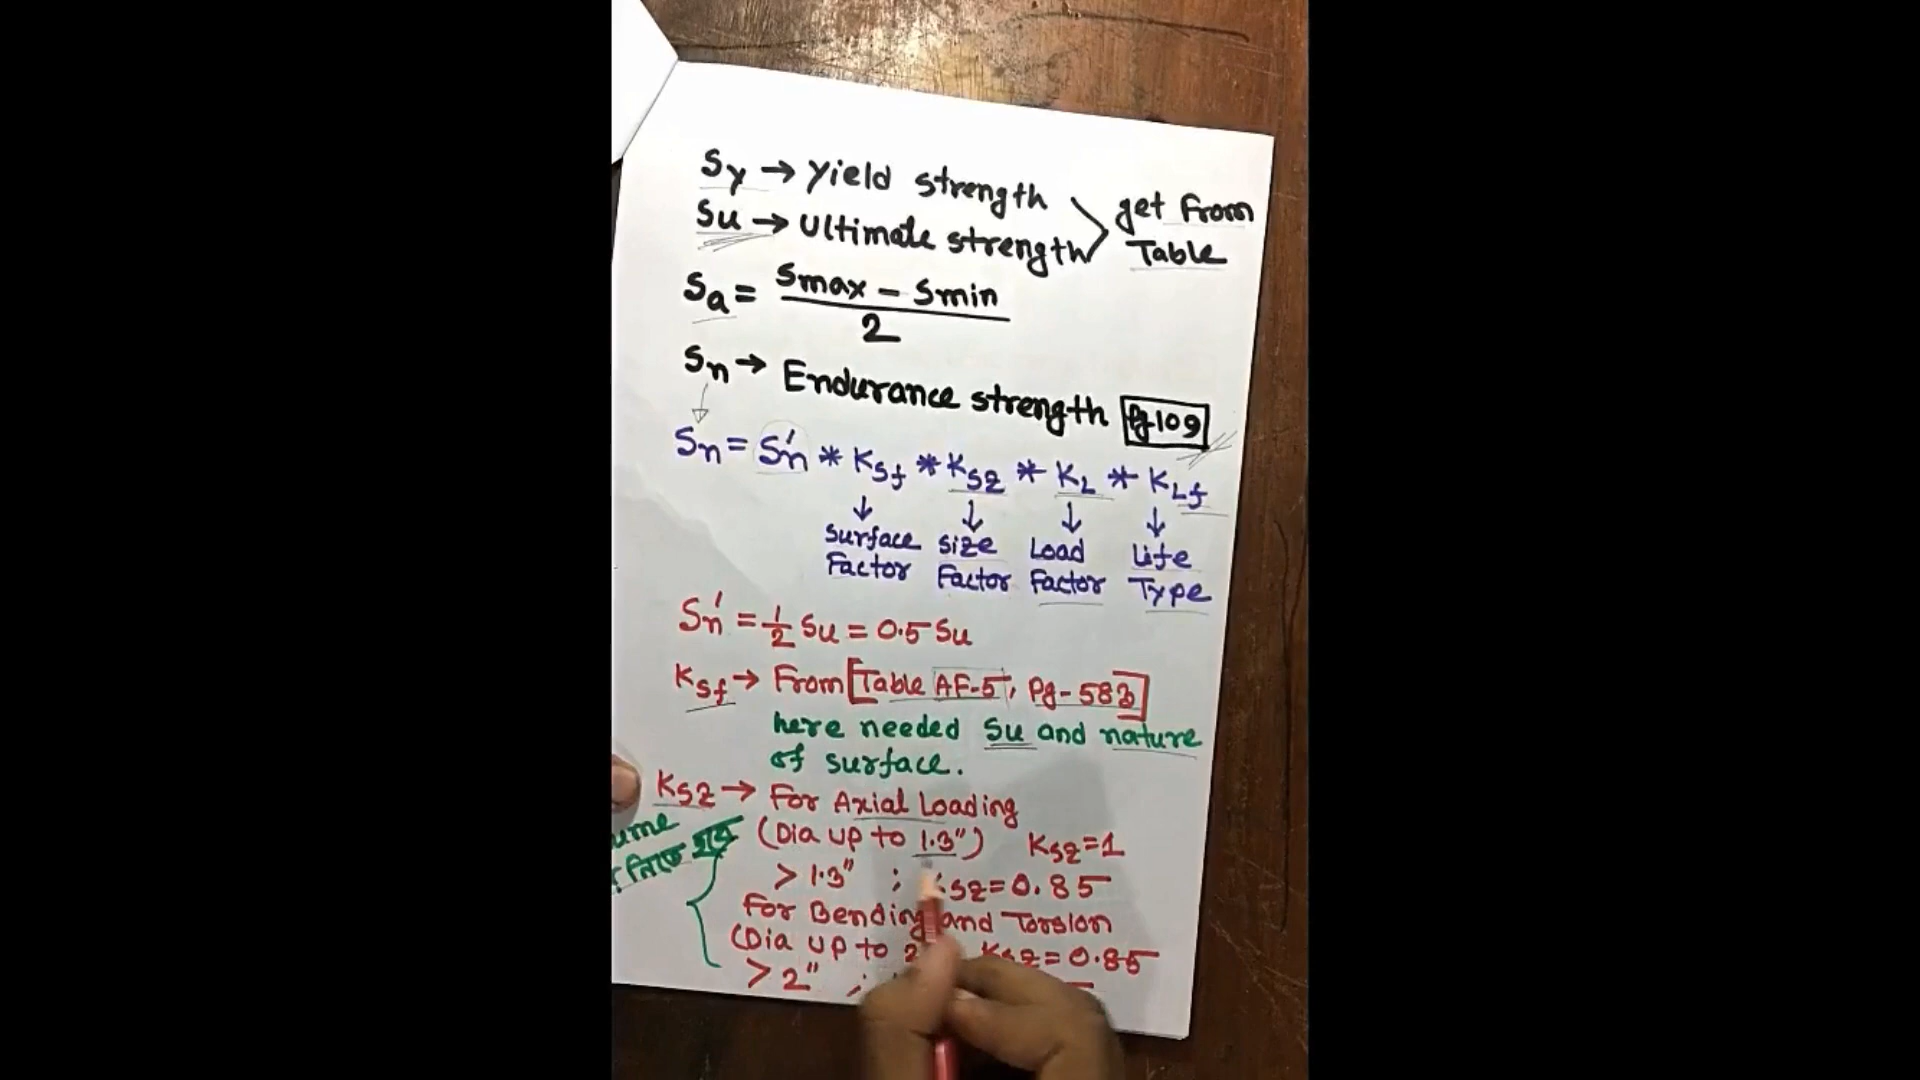 Sy → Yield strength
Su → Ultimate strength
get From
Table
Sa = Smax - Smin
2
Sn → Endurance strength Pg 109
Sn = Sn' * Ksf * Ksz * KL * KLf
↓ ↓ ↓ ↓
Surface Size Load Life
Factor Factor Factor Type
Sn' = 1/2 Su = 0.5 Su
Ksf → From [Table AF-5, Pg-583]
here needed Su and nature
of surface.
Ksz → For Axial Loading
(Dia up to 1.3") Ksz = 1
> 1.3" ; Ksz = 0.85
For Bending and Torsion
(Dia up to 2 Ksz = 0.85
> 2" ;
ume
নিতে হবে